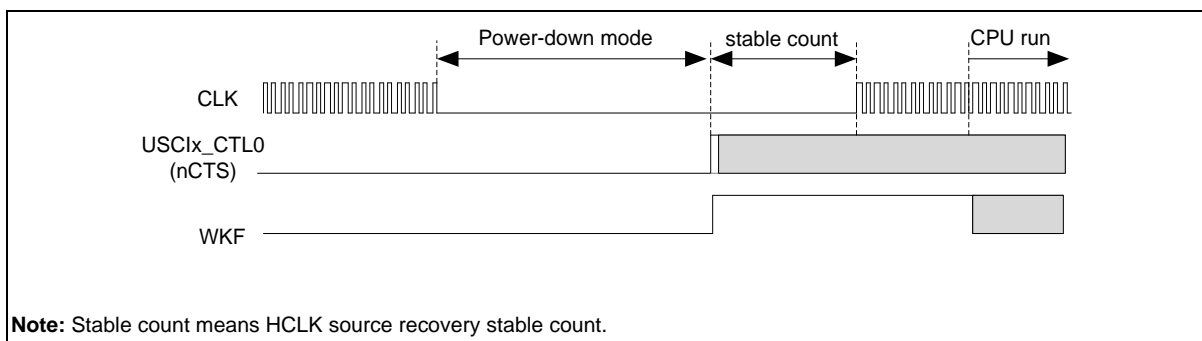 Power-down mode
stable count
CPU run
CLK
USCIx_CTL0
(nCTS)
WKF
Note: Stable count means HCLK source recovery stable count.